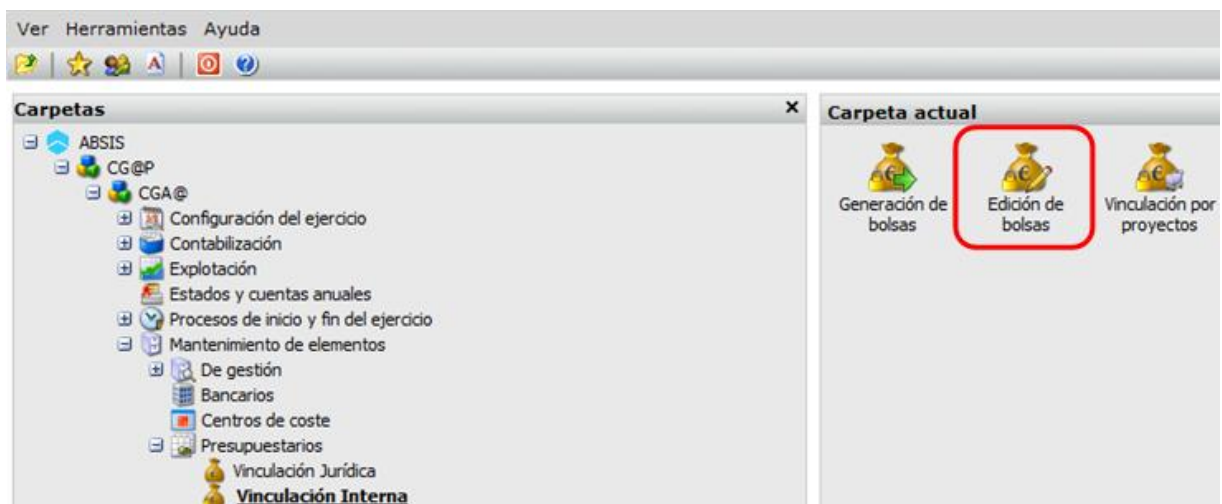 Ver Herramientas Ayuda
Carpetas
ABSIS
CG@P
CGA@
Configuración del ejercicio
Contabilización
Explotación
Estados y cuentas anuales
Procesos de inicio y fin del ejercicio
Mantenimiento de elementos
De gestión
Bancarios
Centros de coste
Presupuestarios
Vinculación Jurídica
Vinculación Interna
Carpeta actual
Generación de
bolsas
Edición de
bolsas
Vinculación por
proyectos